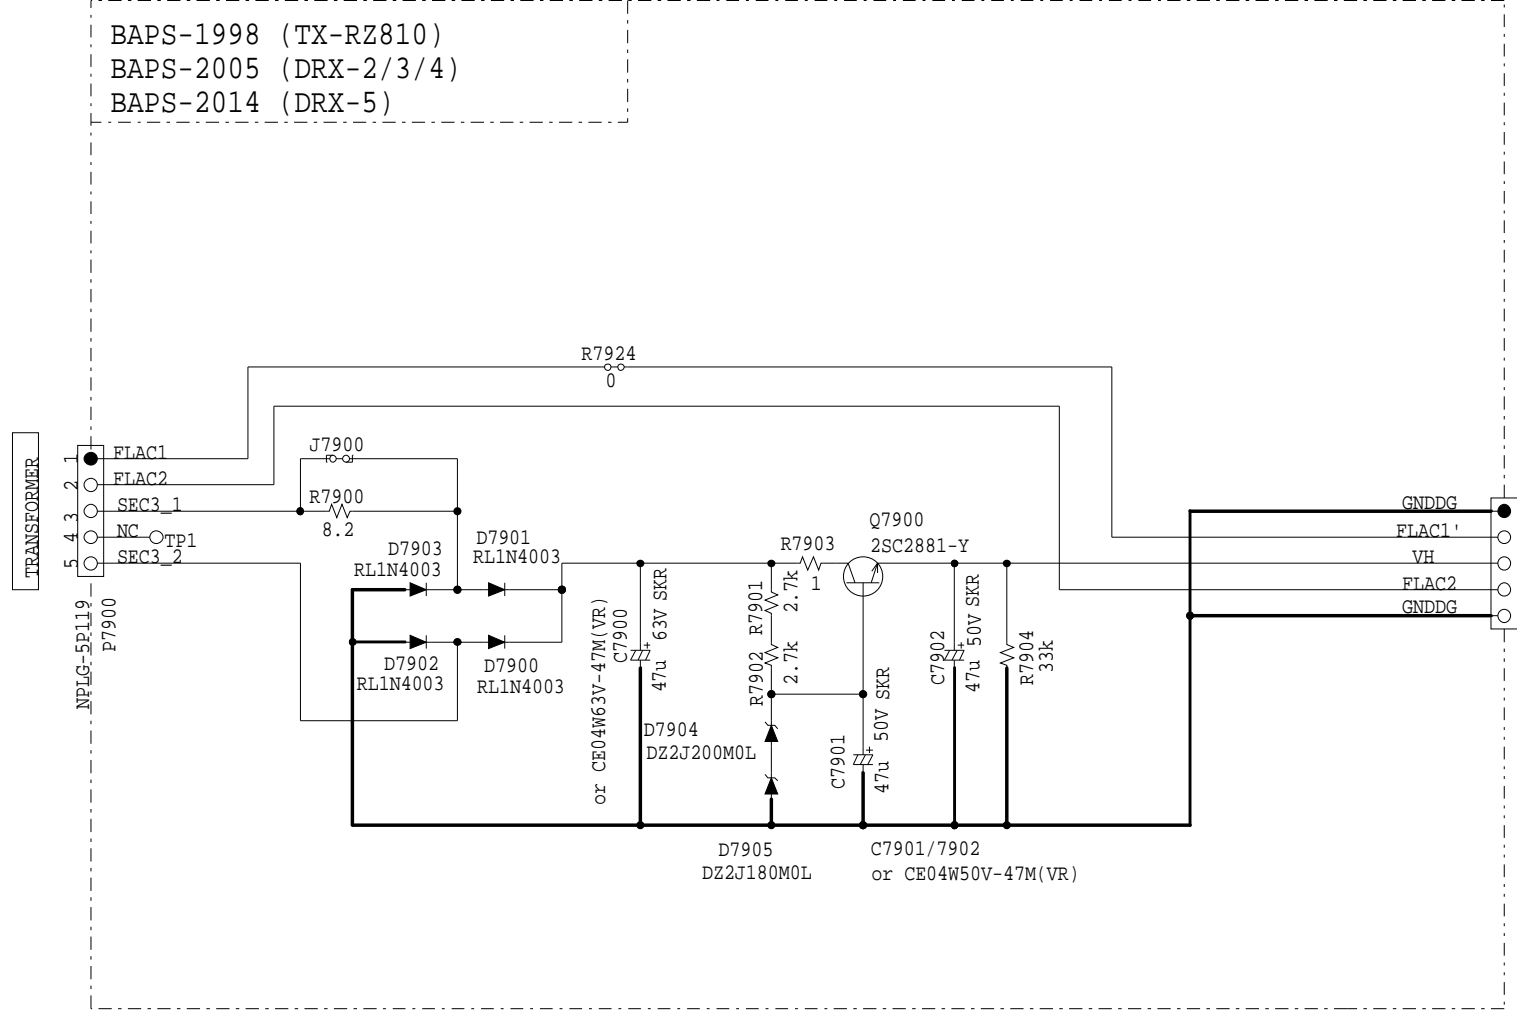 BAPS-1998 (TX-RZ810)
BAPS-2005 (DRX-2/3/4)
BAPS-2014 (DRX-5)
R7924
0
TRANSFORMER
1
2
3
4
5
FLAC1
FLAC2
SEC3_1
NC
TP1
SEC3_2
NPLG-5P119
P7900
J7900
R7900
8.2
D7903
RL1N4003
D7901
RL1N4003
D7902
RL1N4003
D7900
RL1N4003
or CE04W63V-47M(VR)
C7900
47u
63V SKR
R7901
2.7k
R7902
2.7k
R7903
1
Q7900
2SC2881-Y
D7904
DZ2J200M0L
D7905
DZ2J180M0L
C7901
47u
50V SKR
C7902
47u
50V SKR
R7904
33k
C7901/7902
or CE04W50V-47M(VR)
GNDDG
FLAC1'
VH
FLAC2
GNDDG